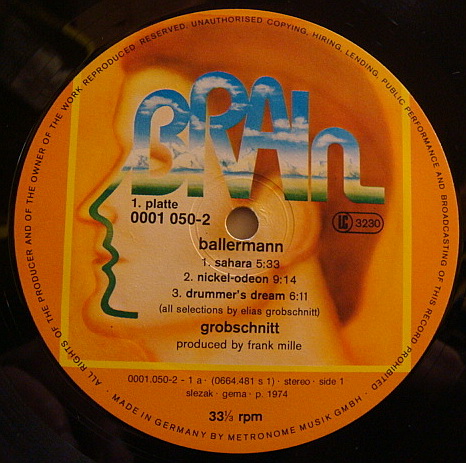 ALL RIGHTS OF THE PRODUCER AND OF THE OWNER OF THE WORK REPRODUCED RESERVED. UNAUTHORISED COPYING, HIRING, LENDING, PUBLIC PERFORMANCE AND BROADCASTING OF THIS RECORD PROHIBITED
BRAIn
1. platte
0001 050-2
LC 3230
ballermann
1. sahara 5:33
2. nickel-odeon 9:14
3. drummer's dream 6:11
(all selections by elias grobschnitt)
grobschnitt
produced by frank mille
0001.050-2 - 1 a · (0664.481 s 1) · stereo · side 1
slezak · gema · p. 1974
33⅓ rpm
· MADE IN GERMANY BY METRONOME MUSIK GMBH ·